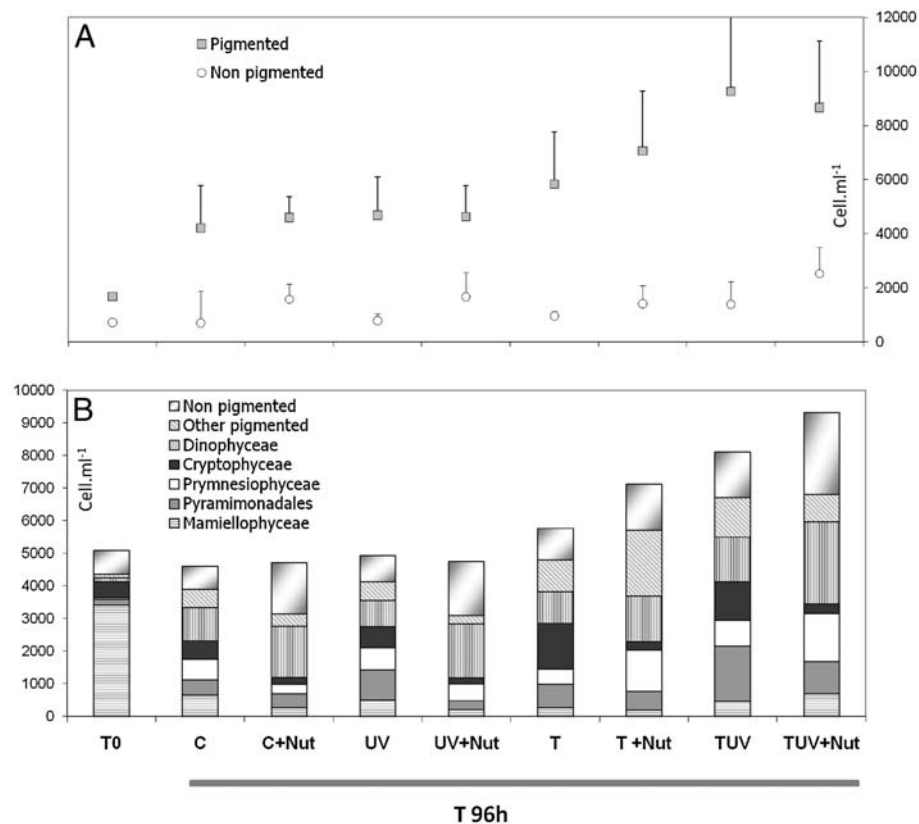 A
Pigmented
Non pigmented
12000
10000
8000
6000
4000
2000
0
Cell.ml-1
B
10000
9000
8000
7000
6000
5000
4000
3000
2000
1000
0
Cell.ml-1
Non pigmented
Other pigmented
Dinophyceae
Cryptophyceae
Prymnesiophyceae
Pyramimonadales
Mamiellophyceae
T0 C C+Nut UV UV+Nut T T +Nut TUV TUV+Nut
T 96h